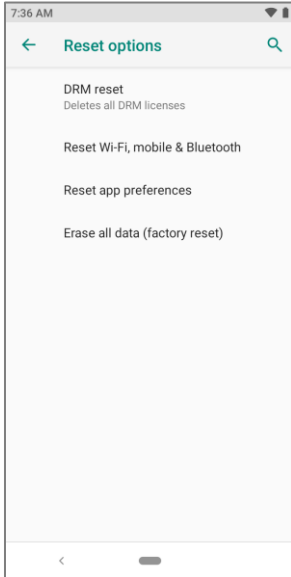 7:36 AM
Reset options
DRM reset
Deletes all DRM licenses
Reset Wi-Fi, mobile & Bluetooth
Reset app preferences
Erase all data (factory reset)